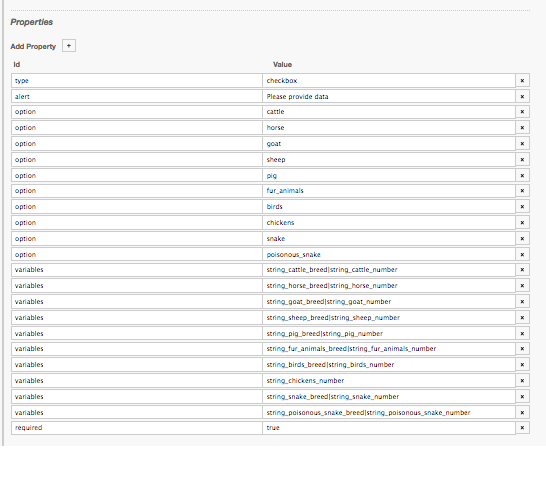 Properties
Add Property +
Id Value
type checkbox x
alert Please provide data x
option cattle x
option horse x
option goat x
option sheep x
option pig x
option fur_animals x
option birds x
option chickens x
option snake x
option poisonous_snake x
variables string_cattle_breed|string_cattle_number x
variables string_horse_breed|string_horse_number x
variables string_goat_breed|string_goat_number x
variables string_sheep_breed|string_sheep_number x
variables string_pig_breed|string_pig_number x
variables string_fur_animals_breed|string_fur_animals_number x
variables string_birds_breed|string_birds_number x
variables string_chickens_number x
variables string_snake_breed|string_snake_number x
variables string_poisonous_snake_breed|string_poisonous_snake_number x
required true x